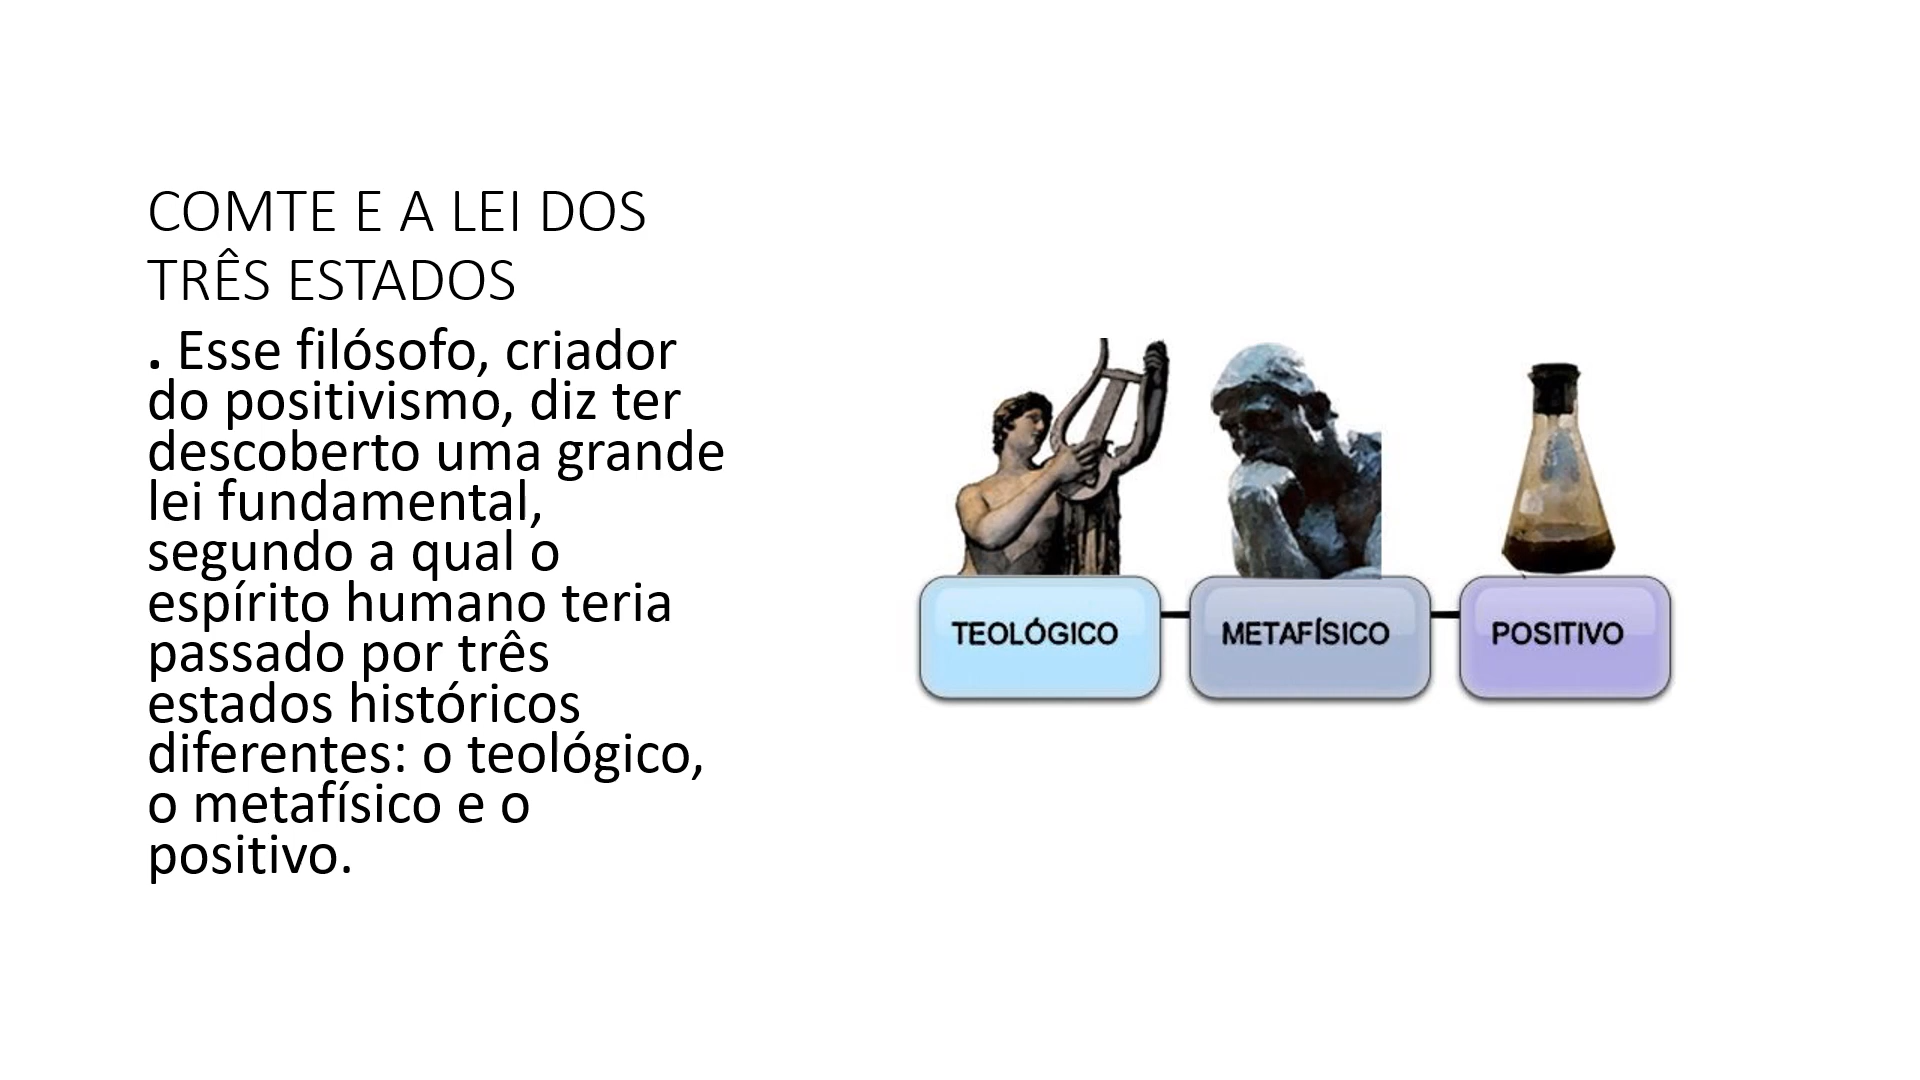 COMTE E A LEI DOS
TRÊS ESTADOS
. Esse filósofo, criador
do positivismo, diz ter
descoberto uma grande
lei fundamental,
segundo a qual o
espírito humano teria
passado por três
estados históricos
diferentes: o teológico,
o metafísico e o
positivo.
TEOLÓGICO
METAFÍSICO
POSITIVO